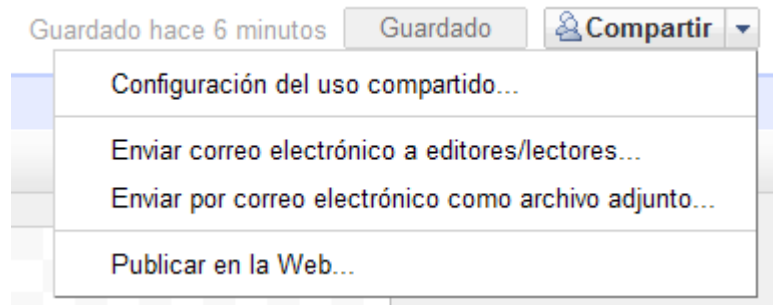 Guardado hace 6 minutos Guardado Compartir
Configuración del uso compartido...
Enviar correo electrónico a editores/lectores...
Enviar por correo electrónico como archivo adjunto...
Publicar en la Web...